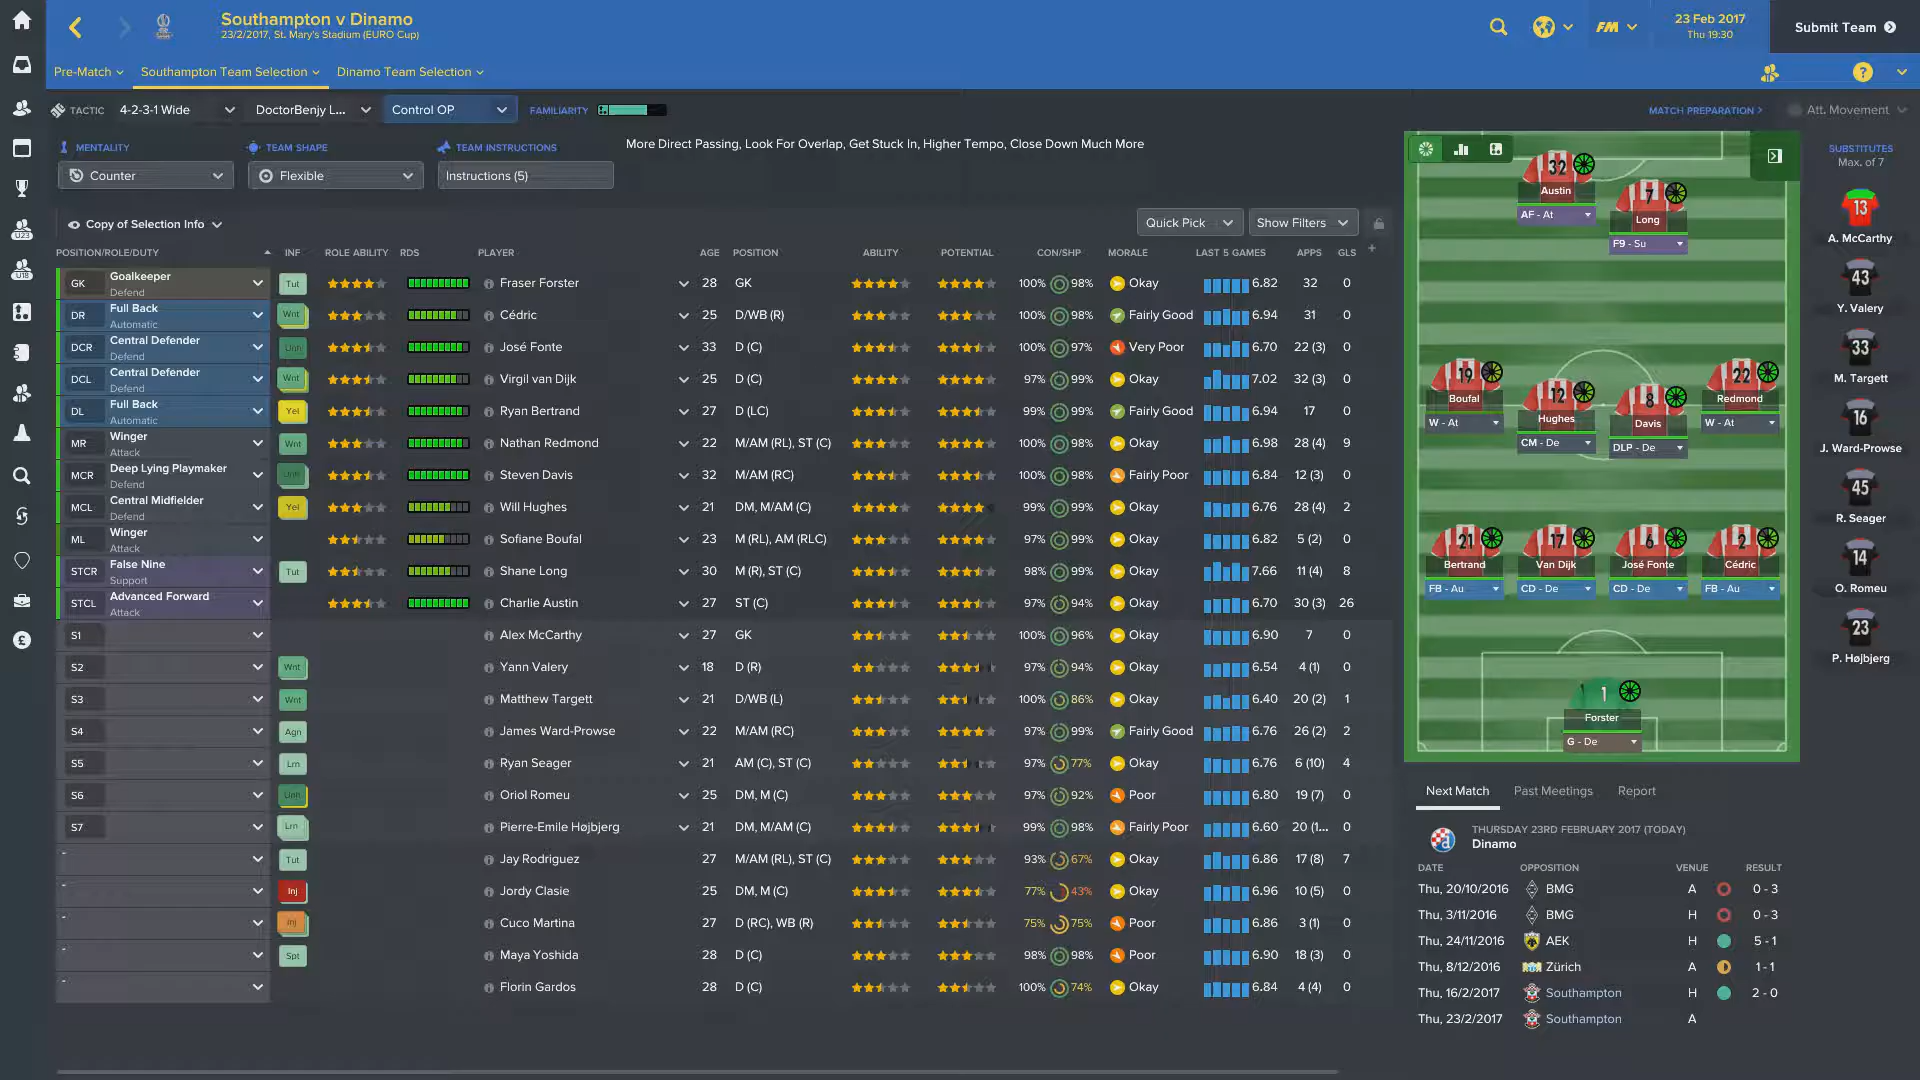 Southampton v Dinamo
23/2/2017, St. Mary's Stadium (EURO Cup)
FM
23 Feb 2017
Thu 19:30
Submit Team
Pre-Match
Southampton Team Selection
Dinamo Team Selection
?
TACTIC 4-2-3-1 Wide DoctorBenjy L... Control OP FAMILIARITY
MATCH PREPARATION > Att. Movement
MENTALITY TEAM SHAPE TEAM INSTRUCTIONS
Counter Flexible Instructions (5)
More Direct Passing, Look For Overlap, Get Stuck In, Higher Tempo, Close Down Much More
U23
U18
Copy of Selection Info
Quick Pick Show Filters
POSITION/ROLE/DUTY INF ROLE ABILITY RDS PLAYER AGE POSITION ABILITY POTENTIAL CON/SHP MORALE LAST 5 GAMES APPS GLS +
GK Goalkeeper Defend Tut Fraser Forster 28 GK 100% 98% Okay 6.82 32 0
DR Full Back Automatic Wnt Cédric 25 D/WB (R) 100% 98% Fairly Good 6.94 31 0
DCR Central Defender Defend Unh José Fonte 33 D (C) 100% 97% Very Poor 6.70 22 (3) 0
DCL Central Defender Defend Wnt Virgil van Dijk 25 D (C) 97% 99% Okay 7.02 32 (3) 0
DL Full Back Automatic Yel Ryan Bertrand 27 D (LC) 99% 99% Fairly Good 6.94 17 0
MR Winger Attack Wnt Nathan Redmond 22 M/AM (RL), ST (C) 100% 98% Okay 6.98 28 (4) 9
MCR Deep Lying Playmaker Defend Unh Steven Davis 32 M/AM (RC) 100% 98% Fairly Poor 6.84 12 (3) 0
MCL Central Midfielder Defend Yel Will Hughes 21 DM, M/AM (C) 99% 99% Okay 6.76 28 (4) 2
ML Winger Attack Sofiane Boufal 23 M (RL), AM (RLC) 97% 99% Okay 6.82 5 (2) 0
STCR False Nine Support Tut Shane Long 30 M (R), ST (C) 98% 99% Okay 7.66 11 (4) 8
STCL Advanced Forward Attack Charlie Austin 27 ST (C) 97% 94% Okay 6.70 30 (3) 26
S1 Alex McCarthy 27 GK 100% 96% Okay 6.90 7 0
S2 Wnt Yann Valery 18 D (R) 97% 94% Okay 6.54 4 (1) 0
S3 Wnt Matthew Targett 21 D/WB (L) 100% 86% Okay 6.40 20 (2) 1
S4 Agn James Ward-Prowse 22 M/AM (RC) 97% 99% Fairly Good 6.76 26 (2) 2
S5 Lrn Ryan Seager 21 AM (C), ST (C) 97% 77% Okay 6.76 6 (10) 4
S6 Unh Oriol Romeu 25 DM, M (C) 97% 92% Poor 6.80 19 (7) 0
S7 Lrn Pierre-Emile Højbjerg 21 DM, M/AM (C) 99% 98% Fairly Poor 6.60 20 (1... 0
- Tut Jay Rodriguez 27 M/AM (RL), ST (C) 93% 67% Okay 6.86 17 (8) 7
- Inj Jordy Clasie 25 DM, M (C) 77% 43% Okay 6.96 10 (5) 0
- Inj Cuco Martina 27 D (RC), WB (R) 75% 75% Poor 6.86 3 (1) 0
- Spt Maya Yoshida 28 D (C) 98% 98% Poor 6.90 18 (3) 0
- Florin Gardos 28 D (C) 100% 74% Okay 6.84 4 (4) 0
32
Austin
AF - At
7
Long
F9 - Su
19
Boufal
W - At
12
Hughes
CM - De
8
Davis
DLP - De
22
Redmond
W - At
21
Bertrand
FB - Au
17
Van Dijk
CD - De
6
José Fonte
CD - De
2
Cédric
FB - Au
1
Forster
G - De
SUBSTITUTES
Max. of 7
13
A. McCarthy
43
Y. Valery
33
M. Targett
16
J. Ward-Prowse
45
R. Seager
14
O. Romeu
23
P. Højbjerg
Next Match Past Meetings Report
THURSDAY 23RD FEBRUARY 2017 (TODAY)
Dinamo
DATE OPPOSITION VENUE RESULT
Thu, 20/10/2016 BMG A 0 - 3
Thu, 3/11/2016 BMG H 0 - 3
Thu, 24/11/2016 AEK H 5 - 1
Thu, 8/12/2016 Zürich A 1 - 1
Thu, 16/2/2017 Southampton H 2 - 0
Thu, 23/2/2017 Southampton A